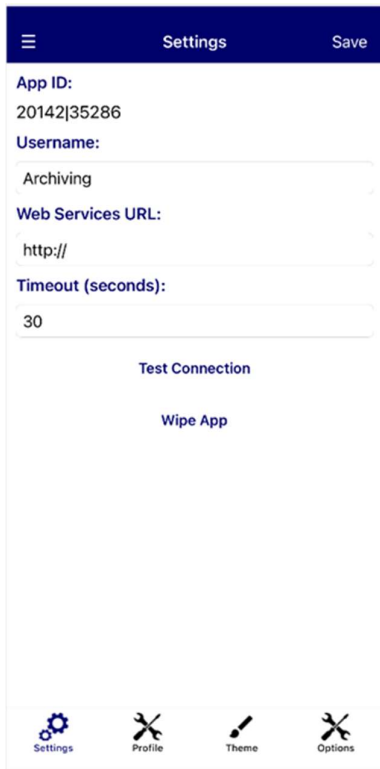 ☰ Settings Save
App ID:
20142|35286
Username:
Archiving
Web Services URL:
http://
Timeout (seconds):
30
Test Connection
Wipe App
Settings Profile Theme Options